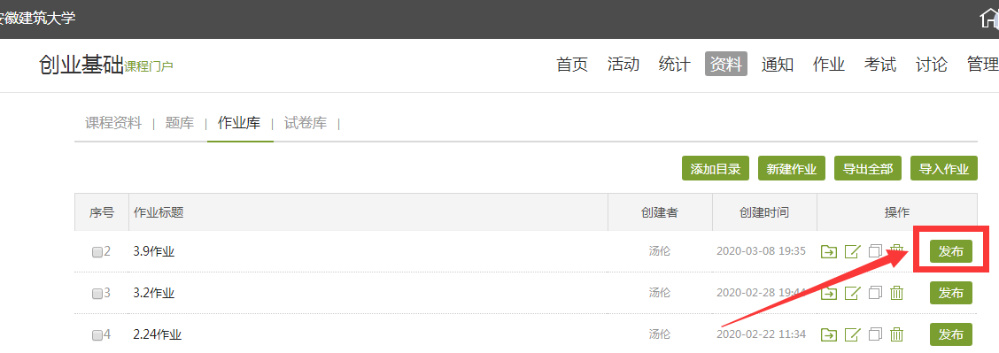 安徽建筑大学
创业基础课程门户 首页 活动 统计 资料 通知 作业 考试 讨论 管理
课程资料 | 题库 | 作业库 | 试卷库 |
添加目录 新建作业 导出全部 导入作业
序号 作业标题 创建者 创建时间 操作
2 3.9作业 汤伦 2020-03-08 19:35 发布
3 3.2作业 汤伦 2020-02-28 19:44 发布
4 2.24作业 汤伦 2020-02-22 11:34 发布